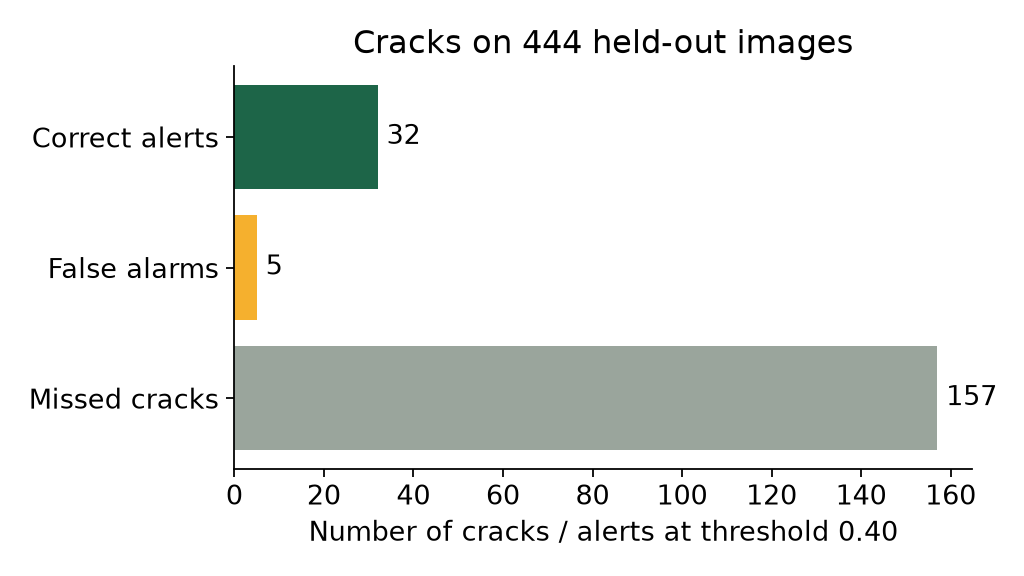 Cracks on 444 held-out images
Correct alerts
32
False alarms
5
Missed cracks
157
0 20 40 60 80 100 120 140 160
Number of cracks / alerts at threshold 0.40